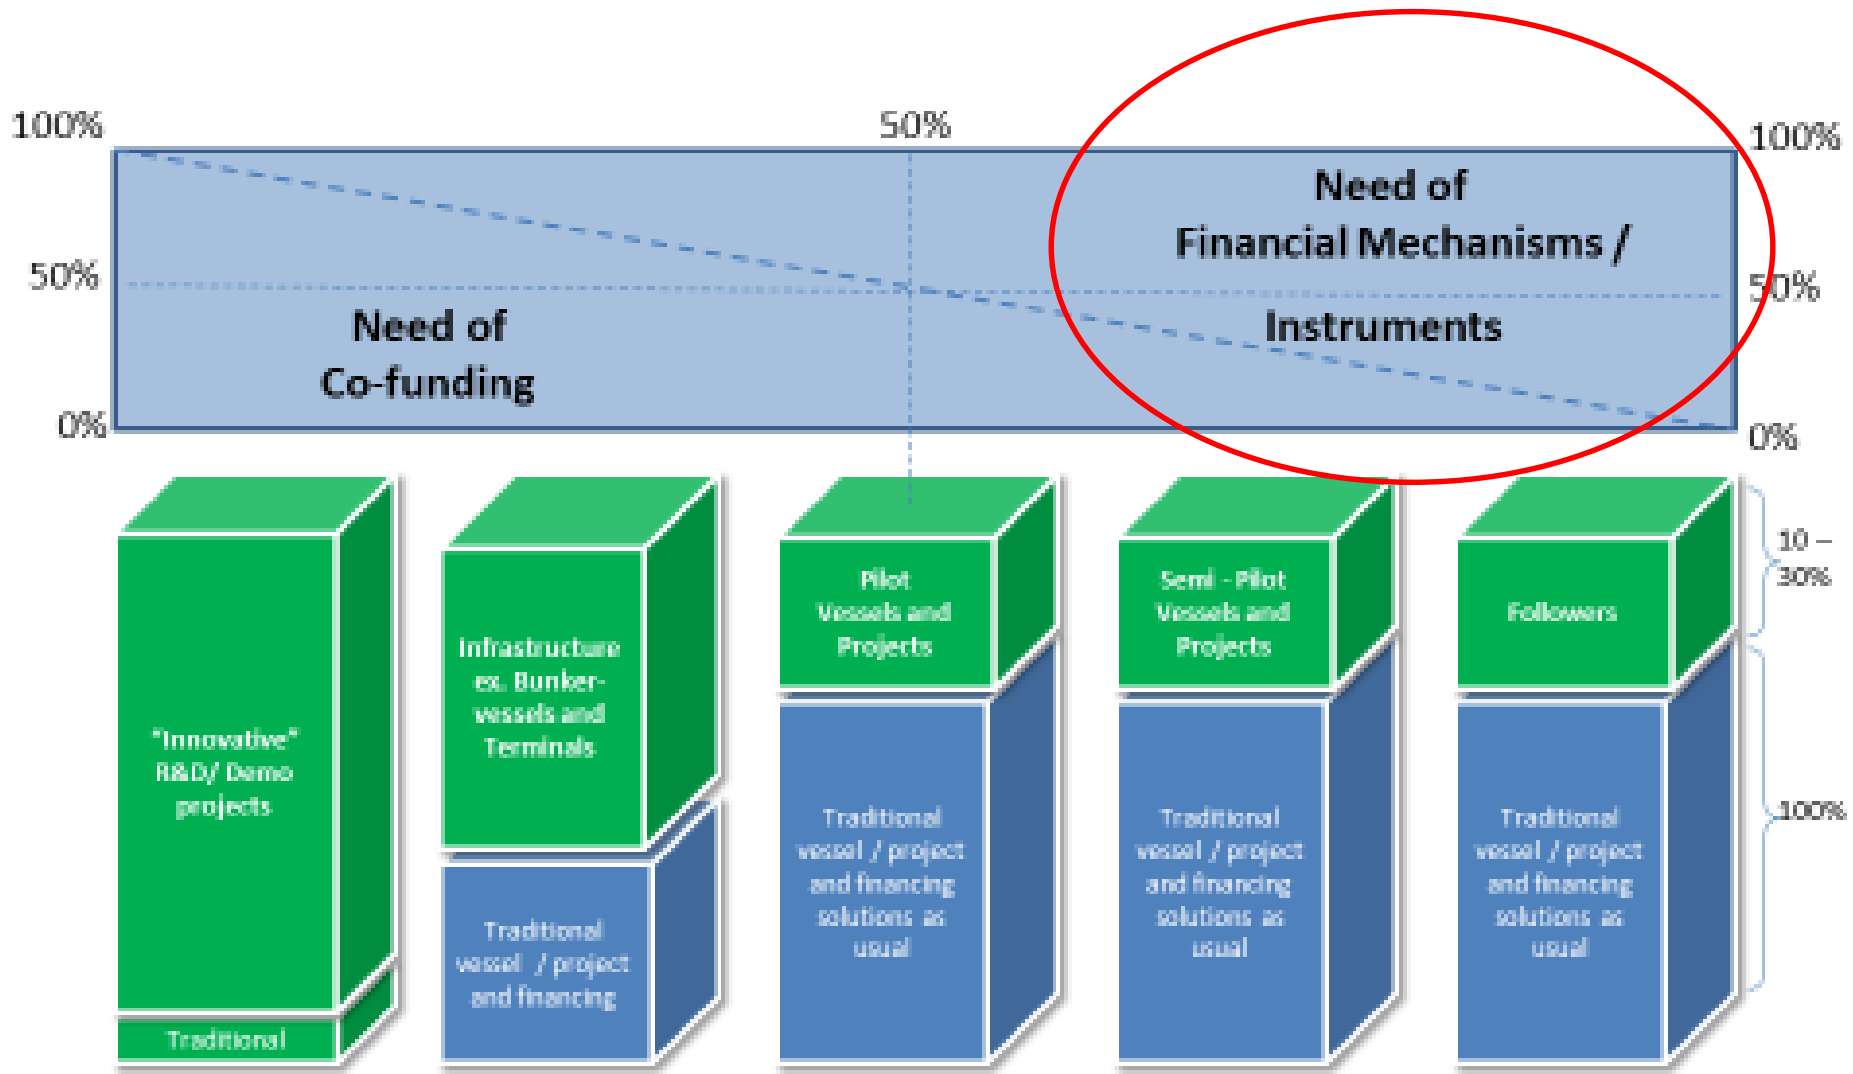 100%
50%
100%
Need of
Financial Mechanisms /
50%
50%
Need of
Instruments
Co-funding
0%
0%
"Innovative"
R&D/ Demo
projects
Traditional
Infrastructure
ex. Bunker-
vessels and
Terminals
Traditional
vessel / project
and financing
Pilot
Vessels and
Projects
Traditional
vessel / project
and financing
solutions as
usual
Semi - Pilot
Vessels and
Projects
Traditional
vessel / project
and financing
solutions as
usual
Followers
Traditional
vessel / project
and financing
solutions as
usual
10 –
30%
100%